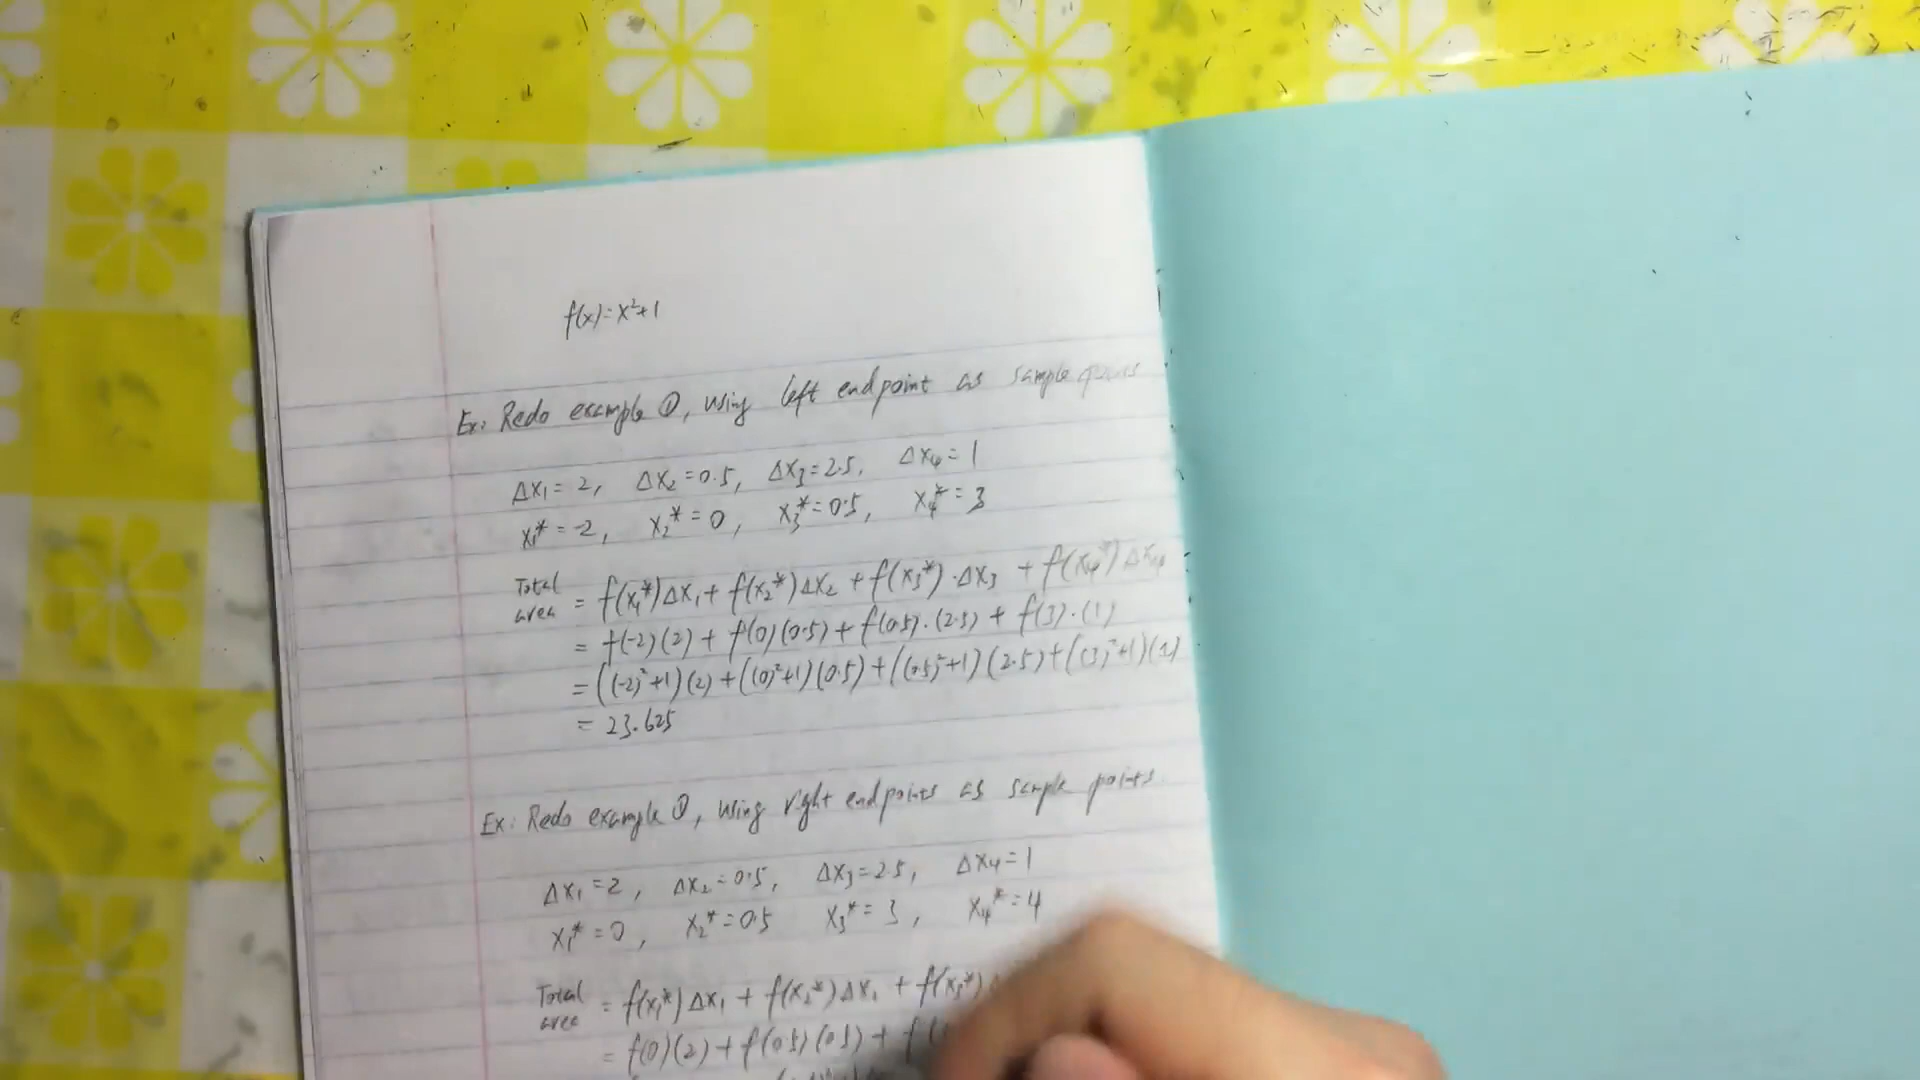 f(x)=x²+1
Ex: Redo example ①, using left endpoint as sample
Δx₁=2, Δx₂=0.5, Δx₃=2.5, Δx₄=1
x₁*=-2, x₂*=0, x₃*=0.5, x₄*=3
Total area = f(x₁*)Δx₁+f(x₂*)Δx₂+f(x₃*)·Δx₃+f(x₄*)Δx₄
= f(-2)(2)+f(0)(0.5)+f(0.5)·(2.5)+f(3)·(1)
= ((-2)²+1)(2)+((0)²+1)(0.5)+((0.5)²+1)(2.5)+((3)²+1)(1)
= 23.625
Ex: Redo example ①, using right endpoints as sample points
Δx₁=2, Δx₂=0.5, Δx₃=2.5, Δx₄=1
x₁*=0, x₂*=0.5 x₃*=3, x₄*=4
Total area = f(x₁*)Δx₁+f(x₂*)Δx₂+f(x₃*)
= f(0)(2)+f(0.5)(0.5)+f(